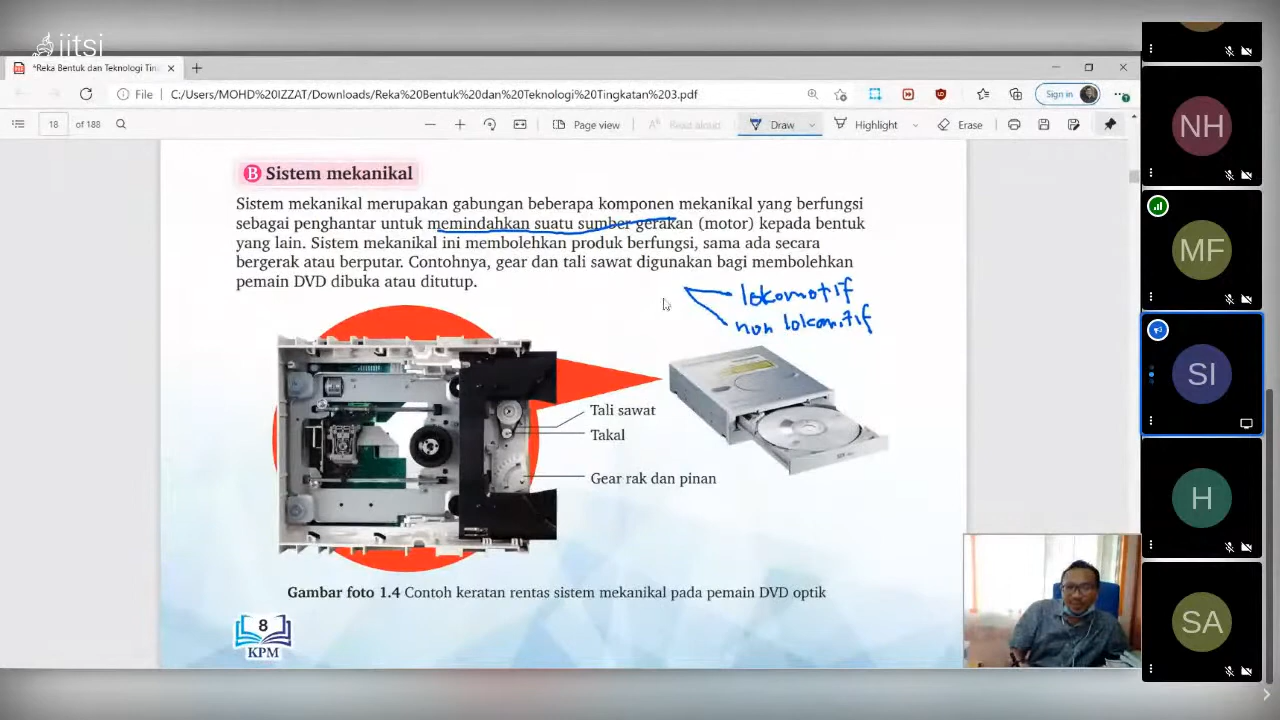 jitsi
*Reka Bentuk dan Teknologi Tin
File
C:/Users/MOHD%20IZZAT/Downloads/Reka%20Bentuk%20dan%20Teknologi%20Tingkatan%203.pdf
Sign in
18 of 188
Page view
Read aloud
Draw
Highlight
Erase
B Sistem mekanikal
Sistem mekanikal merupakan gabungan beberapa komponen mekanikal yang berfungsi
sebagai penghantar untuk memindahkan suatu sumber gerakan (motor) kepada bentuk
yang lain. Sistem mekanikal ini membolehkan produk berfungsi, sama ada secara
bergerak atau berputar. Contohnya, gear dan tali sawat digunakan bagi membolehkan
pemain DVD dibuka atau ditutup.
lokomotif
non lokomotif
Tali sawat
Takal
Gear rak dan pinan
Gambar foto 1.4 Contoh keratan rentas sistem mekanikal pada pemain DVD optik
8
KPM
NH
MF
SI
H
SA